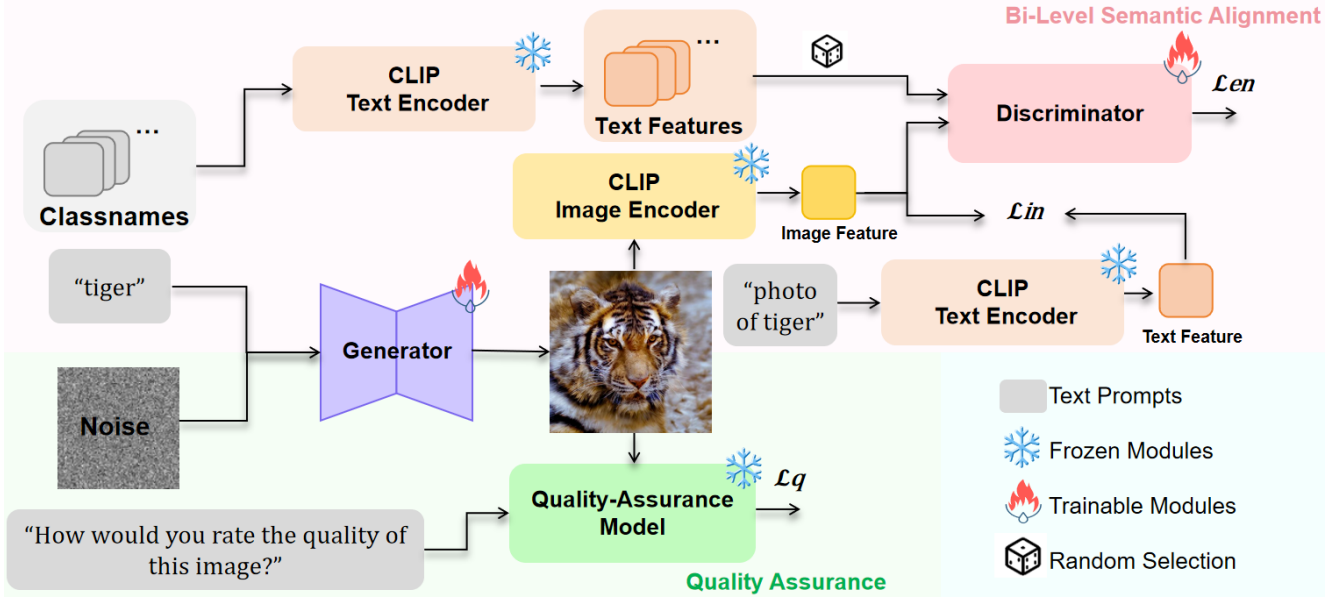 Bi-Level Semantic Alignment
CLIP
Text Encoder
...
Text Features
Discriminator
ℒen
...
Classnames
CLIP
Image Encoder
Image Feature
ℒin
"tiger"
Generator
"photo
of tiger"
CLIP
Text Encoder
Text Feature
Noise
Quality-Assurance
Model
ℒq
"How would you rate the quality of
this image?"
Quality Assurance
Text Prompts
Frozen Modules
Trainable Modules
Random Selection